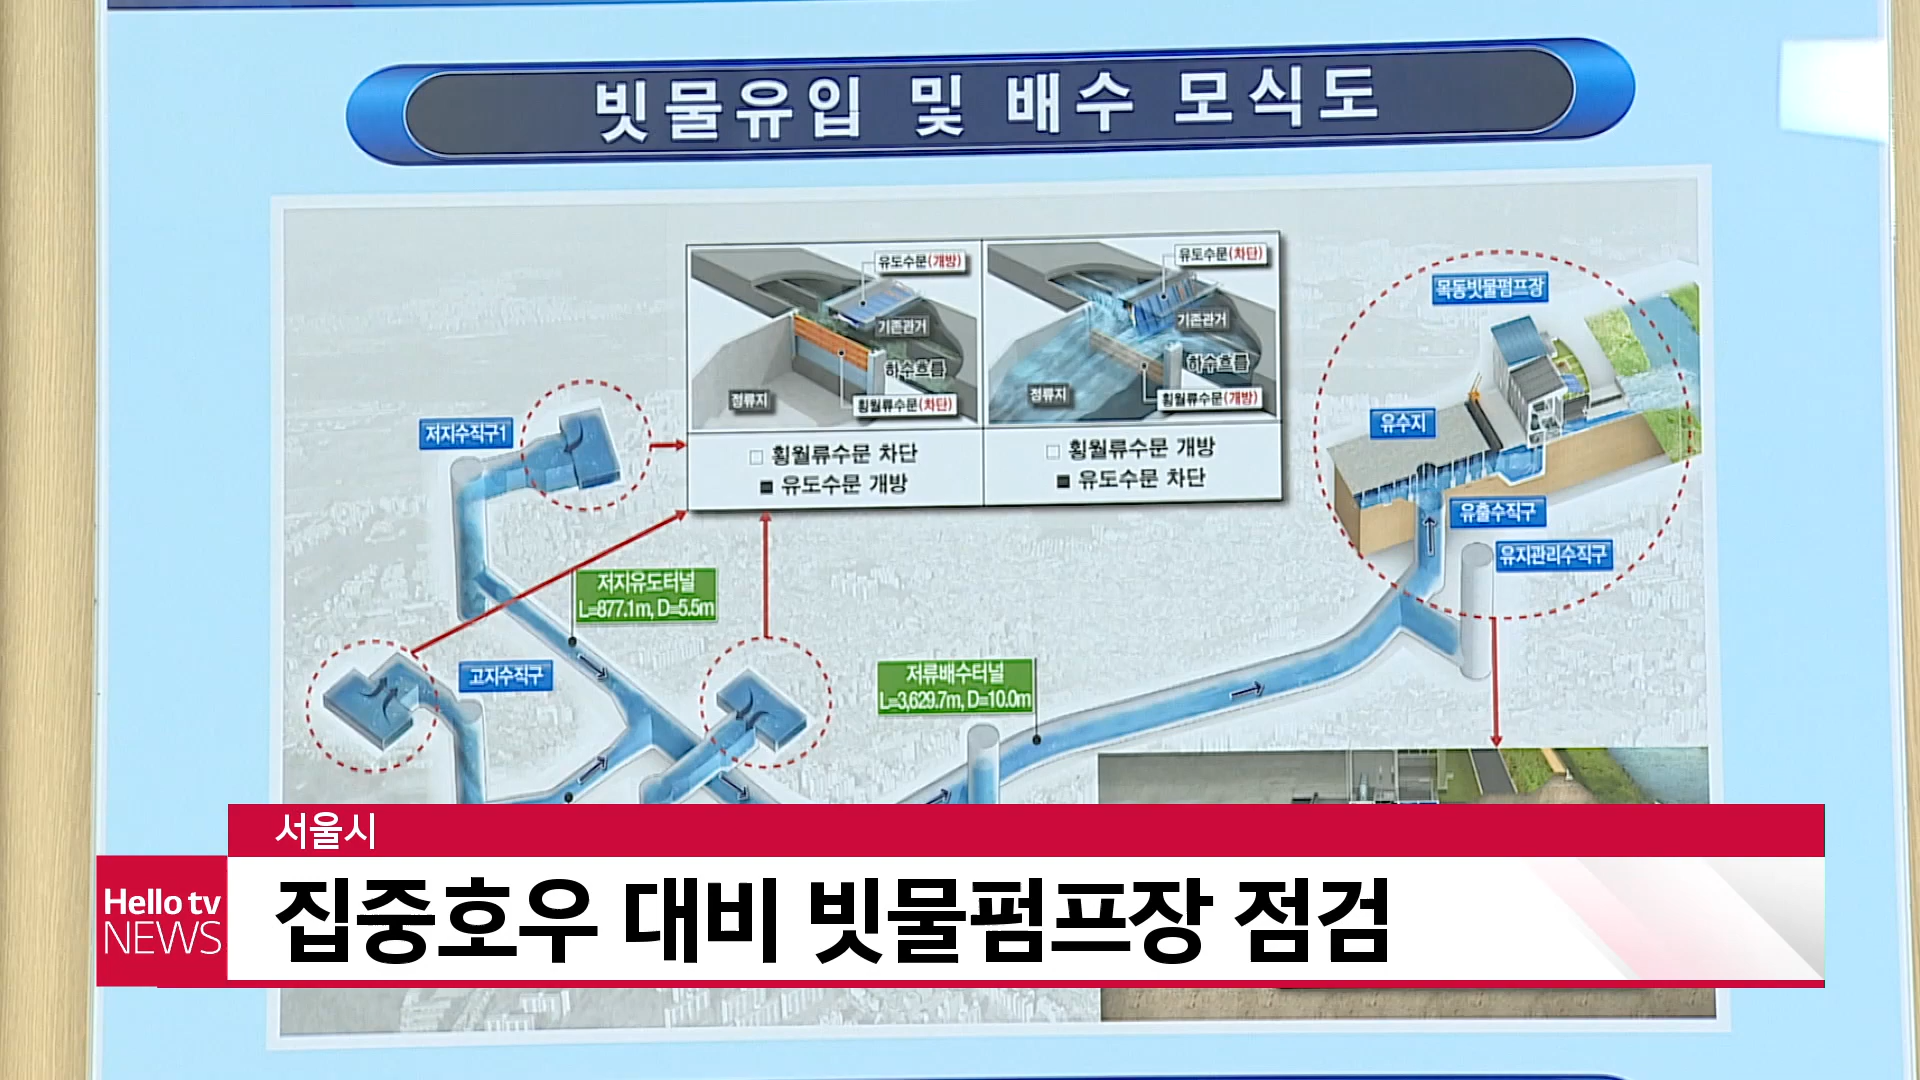 빗물유입 및 배수 모식도
유도수문(개방)
기존관거
하수흐름
정류지
횡월류수문(차단)
□ 횡월류수문 차단
■ 유도수문 개방
유도수문(차단)
기존관거
하수흐름
정류지
횡월류수문(개방)
□ 횡월류수문 개방
■ 유도수문 차단
목동빗물펌프장
유수지
유출수직구
유지관리수직구
저지수직구1
저지유도터널
L=877.1m, D=5.5m
고지수직구
저류배수터널
L=3,629.7m, D=10.0m
서울시
Hello tv
NEWS
집중호우 대비 빗물펌프장 점검